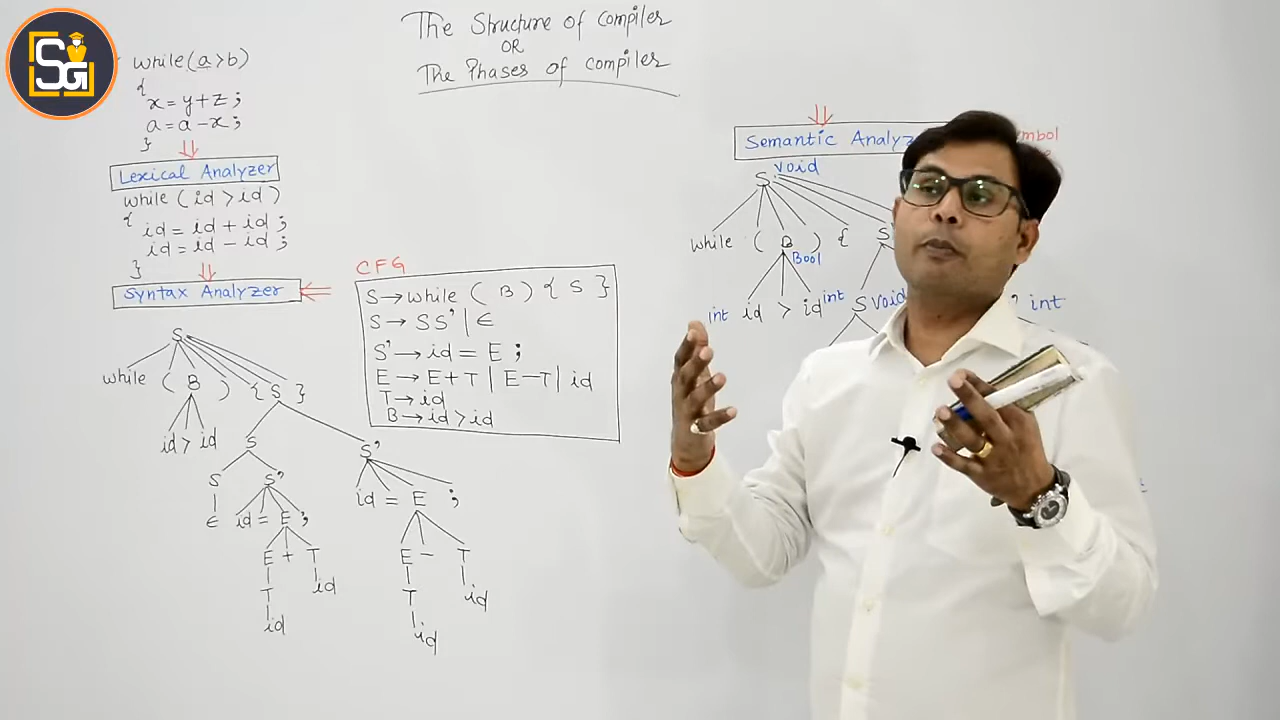 SG
The Structure of Compiler
OR
The Phases of compiler
while(a>b)
{
x=y+z;
a=a-x;
}
Lexical Analyzer
while (id > id)
{
id = id + id ;
id = id - id ;
}
Syntax Analyzer
S
while ( B ) { S }
id > id
S S'
S S'
id = E ;
ϵ id = E ;
E + T
E - T
T id
T id
id
id
CFG
S → while ( B ) { S }
S → SS' | ϵ
S' → id = E ;
E → E+T | E-T | id
T → id
B → id > id
Semantic Analyz
void
S
while ( B ) { S
Bool
int id > id int
S void
int